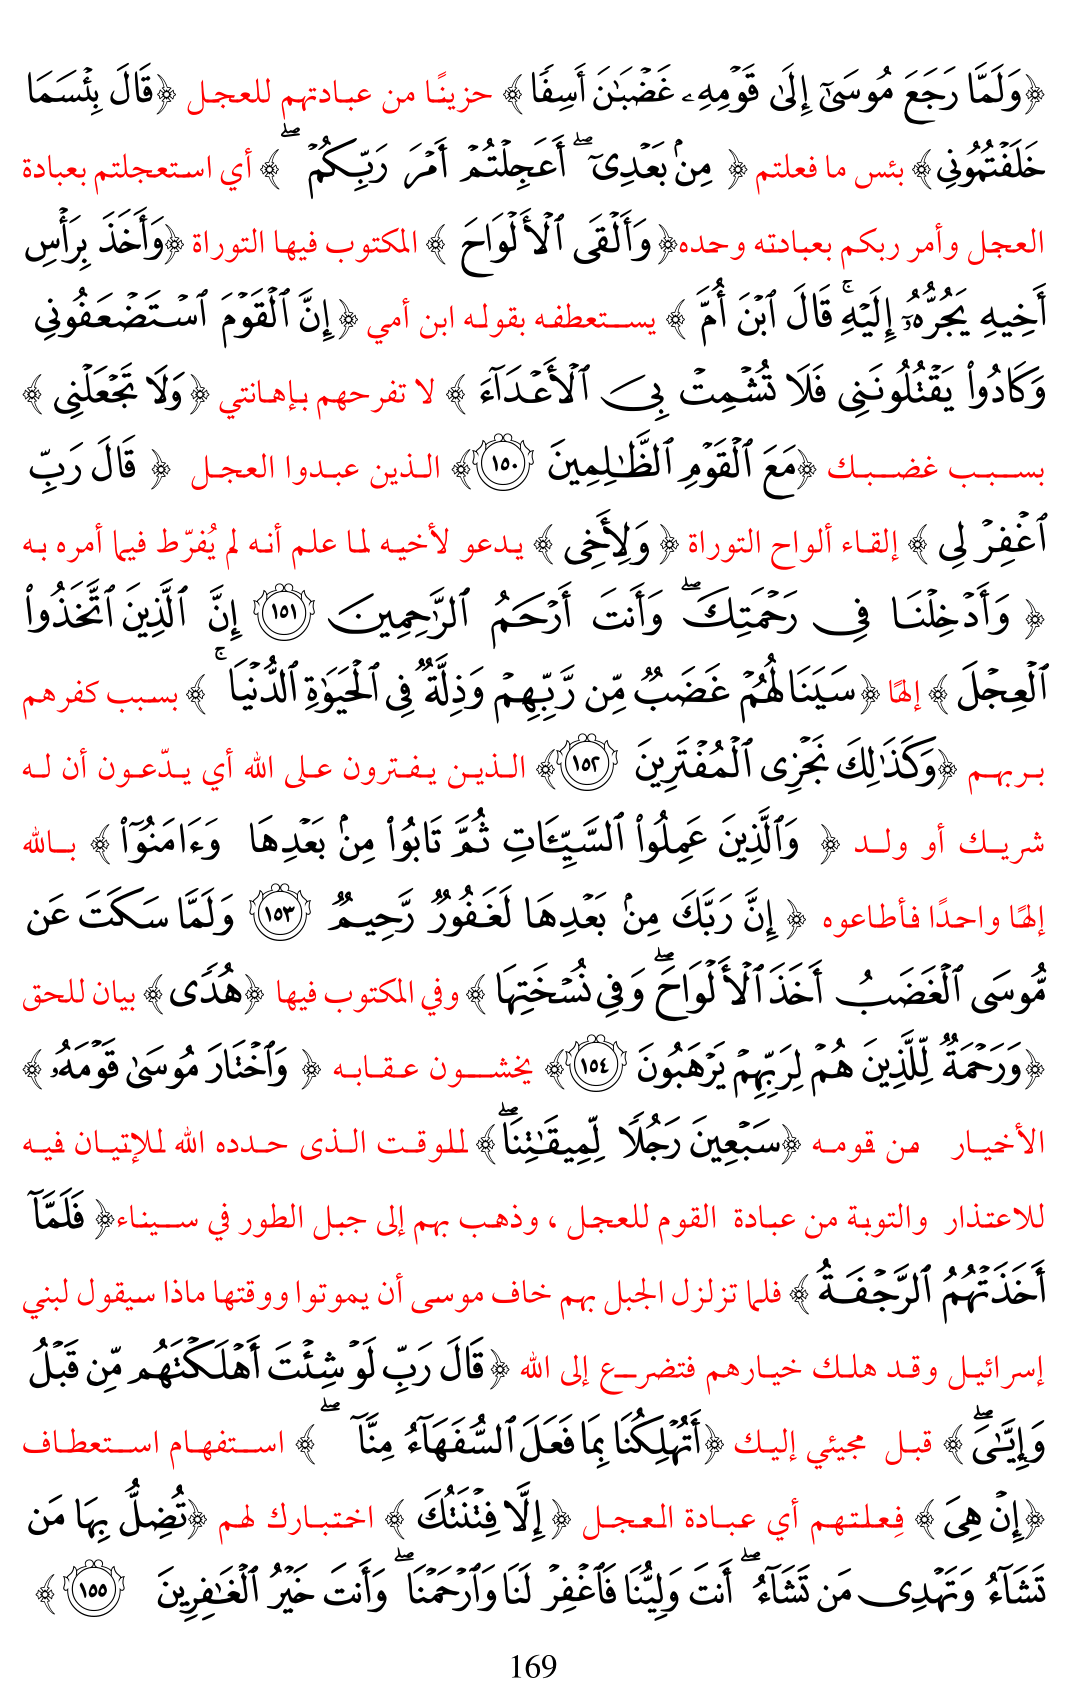 ﴿وَلَمَّا رَجَعَ مُوسَىٰٓ إِلَىٰ قَوْمِهِۦ غَضْبَٰنَ أَسِفًا﴾ حزينًا من عبادتهم للعجل ﴿قَالَ بِئْسَمَا
خَلَفْتُمُونِي﴾ بئس ما فعلتم ﴿ مِنۢ بَعْدِىٓ ۖ أَعَجِلْتُمْ أَمْرَ رَبِّكُمْ ۖ ﴾ أي استعجلتم بعبادة
العجل وأمر ربكم بعبادته وحده﴿ وَأَلْقَى ٱلْأَلْوَاحَ ﴾ المكتوب فيها التوراة ﴿وَأَخَذَ بِرَأْسِ
أَخِيهِ يَجُرُّهُۥٓ إِلَيْهِ ۚ قَالَ ٱبْنَ أُمَّ ﴾ يستعطفه بقوله ابن أمي ﴿ إِنَّ ٱلْقَوْمَ ٱسْتَضْعَفُونِي
وَكَادُوا۟ يَقْتُلُونَنِى فَلَا تُشْمِتْ بِىَ ٱلْأَعْدَآءَ ﴾ لا تفرحهم بإهانتي ﴿وَلَا تَجْعَلْنِى ﴾
بسبب غضبك ﴿مَعَ ٱلْقَوْمِ ٱلظَّٰلِمِينَ ١٥٠﴾ الذين عبدوا العجل ﴿ قَالَ رَبِّ
ٱغْفِرْ لِى ﴾ إلقاء ألواح التوراة ﴿ وَلِأَخِى ﴾ يدعو لأخيه لما علم أنه لم يُفرّط فيما أمره به
﴿ وَأَدْخِلْنَا فِى رَحْمَتِكَ ۖ وَأَنتَ أَرْحَمُ ٱلرَّٰحِمِينَ ١٥١ إِنَّ ٱلَّذِينَ ٱتَّخَذُوا۟
ٱلْعِجْلَ ﴾ إلهًا ﴿سَيَنَالُهُمْ غَضَبٌ مِّن رَّبِّهِمْ وَذِلَّةٌ فِى ٱلْحَيَوٰةِ ٱلدُّنْيَا ۚ ﴾ بسبب كفرهم
بربهم ﴿وَكَذَٰلِكَ نَجْزِى ٱلْمُفْتَرِينَ ١٥٢﴾ الذين يفترون على الله أي يدّعون أن له
شريك أو ولد ﴿ وَٱلَّذِينَ عَمِلُوا۟ ٱلسَّيِّـَٔاتِ ثُمَّ تَابُوا۟ مِنۢ بَعْدِهَا وَءَامَنُوٓا۟ ﴾ بالله
إلهًا واحدًا فأطاعوه ﴿ إِنَّ رَبَّكَ مِنۢ بَعْدِهَا لَغَفُورٌ رَّحِيمٌ ١٥٣ وَلَمَّا سَكَتَ عَن
مُّوسَى ٱلْغَضَبُ أَخَذَ ٱلْأَلْوَاحَ ۖ وَفِى نُسْخَتِهَا ﴾ وفي المكتوب فيها ﴿هُدًى ﴾ بيان للحق
﴿وَرَحْمَةٌ لِّلَّذِينَ هُمْ لِرَبِّهِمْ يَرْهَبُونَ ١٥٤﴾ يخشون عقابه ﴿ وَٱخْتَارَ مُوسَىٰ قَوْمَهُۥ ﴾
الأخيار من قومه ﴿سَبْعِينَ رَجُلًا لِّمِيقَٰتِنَا ۖ﴾ للوقت الذى حدده الله للإتيان فيه
للاعتذار والتوبة من عبادة القوم للعجل ، وذهب بهم إلى جبل الطور في سيناء﴿ فَلَمَّآ
أَخَذَتْهُمُ ٱلرَّجْفَةُ ﴾ فلما تزلزل الجبل بهم خاف موسى أن يموتوا ووقتها ماذا سيقول لبني
إسرائيل وقد هلك خيارهم فتضرع إلى الله ﴿قَالَ رَبِّ لَوْ شِئْتَ أَهْلَكْتَهُم مِّن قَبْلُ
وَإِيَّٰىَ ۖ ﴾ قبل مجيئي إليك ﴿أَتُهْلِكُنَا بِمَا فَعَلَ ٱلسُّفَهَآءُ مِنَّآ ۖ ﴾ استفهام استعطاف
﴿إِنْ هِىَ ﴾ فِعلتهم أي عبادة العجل ﴿ إِلَّا فِتْنَتُكَ ﴾ اختبارك لهم ﴿تُضِلُّ بِهَا مَن
تَشَآءُ وَتَهْدِى مَن تَشَآءُ ۖ أَنتَ وَلِيُّنَا فَٱغْفِرْ لَنَا وَٱرْحَمْنَا ۖ وَأَنتَ خَيْرُ ٱلْغَٰفِرِينَ ١٥٥ ﴾
169